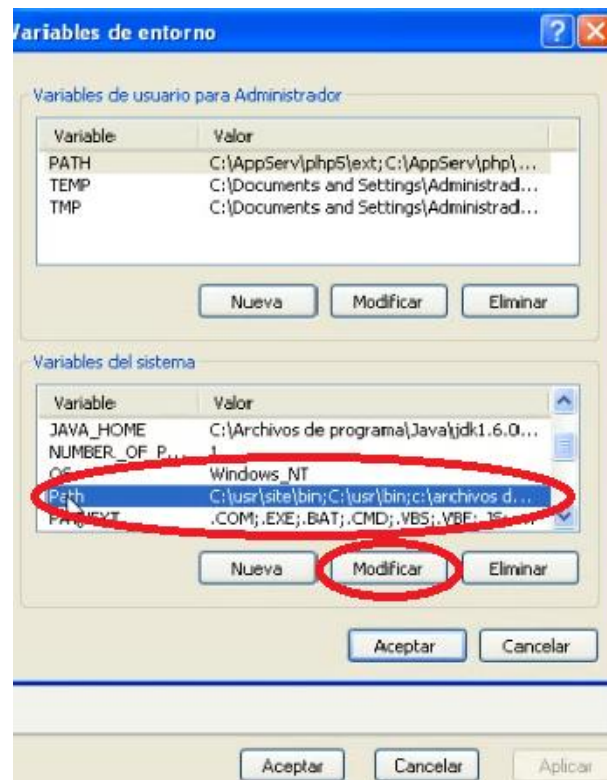 Variables de entorno
Variables de usuario para Administrador
Variable Valor
PATH C:\AppServ\php5\ext;C:\AppServ\php\...
TEMP C:\Documents and Settings\Administrad...
TMP C:\Documents and Settings\Administrad...
Nueva Modificar Eliminar
Variables del sistema
Variable Valor
JAVA_HOME C:\Archivos de programa\Java\jdk1.6.0...
NUMBER_OF_P... 1
OS Windows_NT
Path C:\usr\site\bin;C:\usr\bin;c:\archivos d...
PATHEXT .COM;.EXE;.BAT;.CMD;.VBS;.VBE;.JS;...
Nueva Modificar Eliminar
Aceptar Cancelar
Aceptar Cancelar Aplicar